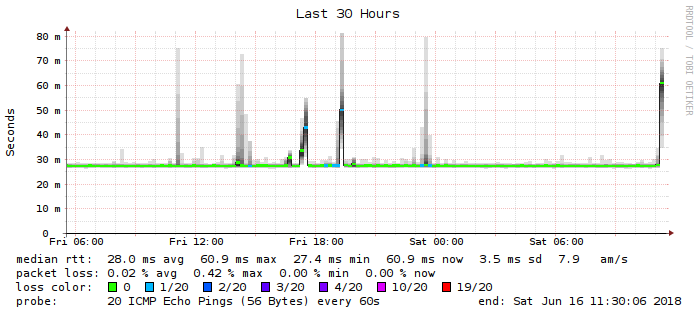 Last 30 Hours
RRDTOOL / TOBI OETIKER
Seconds
80 m
70 m
60 m
50 m
40 m
30 m
20 m
10 m
0
Fri 06:00 Fri 12:00 Fri 18:00 Sat 00:00 Sat 06:00
median rtt: 28.0 ms avg 60.9 ms max 27.4 ms min 60.9 ms now 3.5 ms sd 7.9 am/s
packet loss: 0.02 % avg 0.42 % max 0.00 % min 0.00 % now
loss color: 0 1/20 2/20 3/20 4/20 10/20 19/20
probe: 20 ICMP Echo Pings (56 Bytes) every 60s end: Sat Jun 16 11:30:06 2018